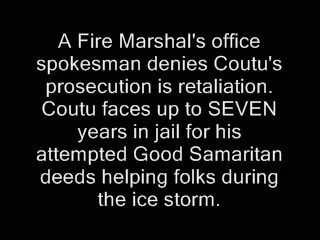 A Fire Marshal's office
spokesman denies Coutu's
prosecution is retaliation.
Coutu faces up to SEVEN
years in jail for his
attempted Good Samaritan
deeds helping folks during
the ice storm.